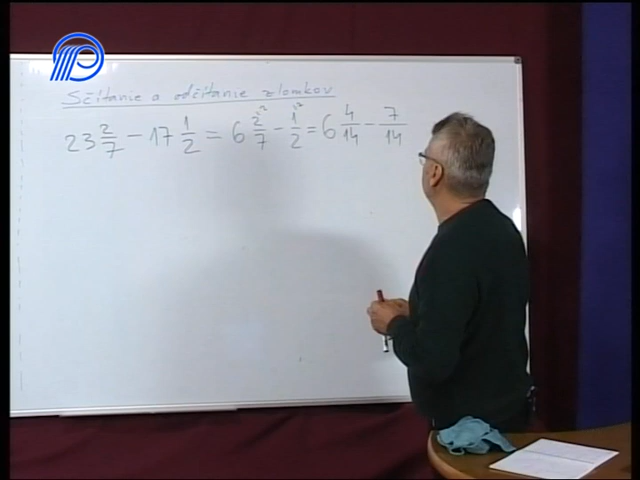 Sčítanie a odčítanie zlomkov
23 2/7 - 17 1/2 = 6 2/7 - 1/2 = 6 4/14 - 7/14